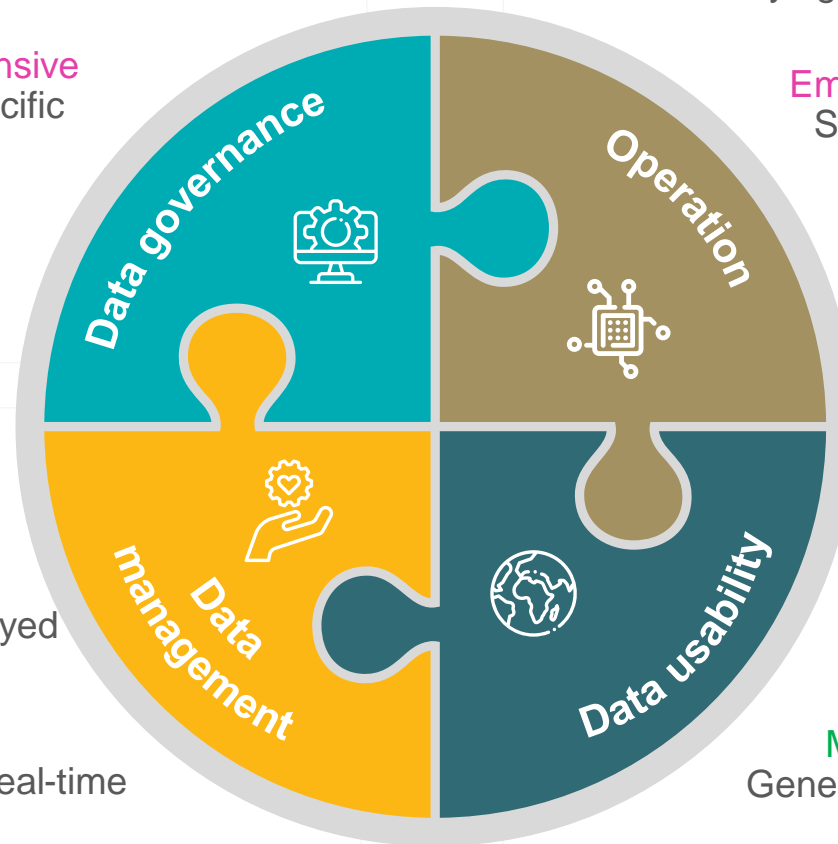 nsive
cific
Em
S
Data governance
Operation
Data
management
Data usability
yed
eal-time
M
Gene